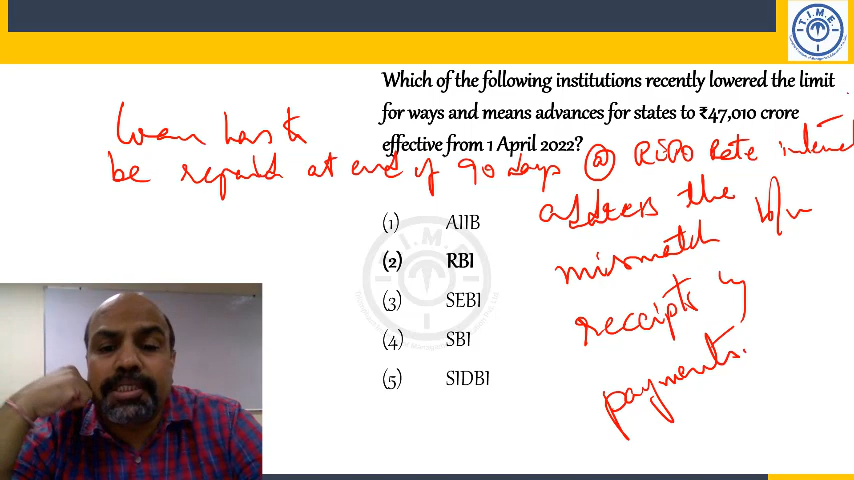 T.I.M.E.
Which of the following institutions recently lowered the limit
for ways and means advances for states to ₹47,010 crore
effective from 1 April 2022?
Loan has to
be repaid at end of 90 days @ REPO Rate interest
address the
mismatch b/w
receipts &
payments.
(1) AIIB
(2) RBI
(3) SEBI
(4) SBI
(5) SIDBI
T.I.M.E.